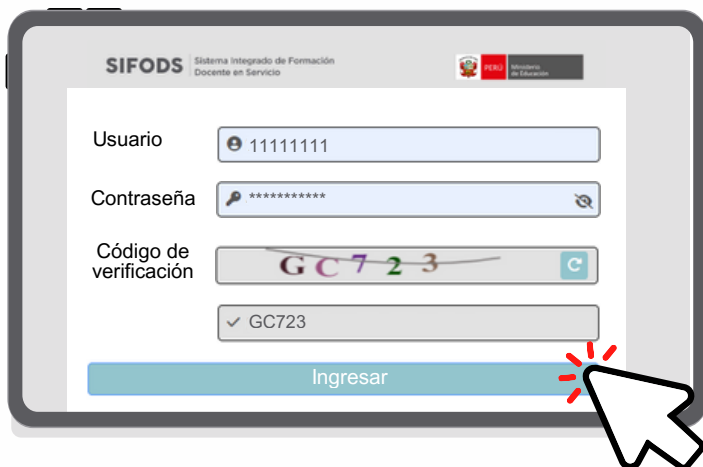 SIFODS
Sistema Integrado de Formación
Docente en Servicio
PERÚ
Ministerio
de Educación
Usuario
11111111
Contraseña
***********
Código de
verificación
GC723
GC723
Ingresar